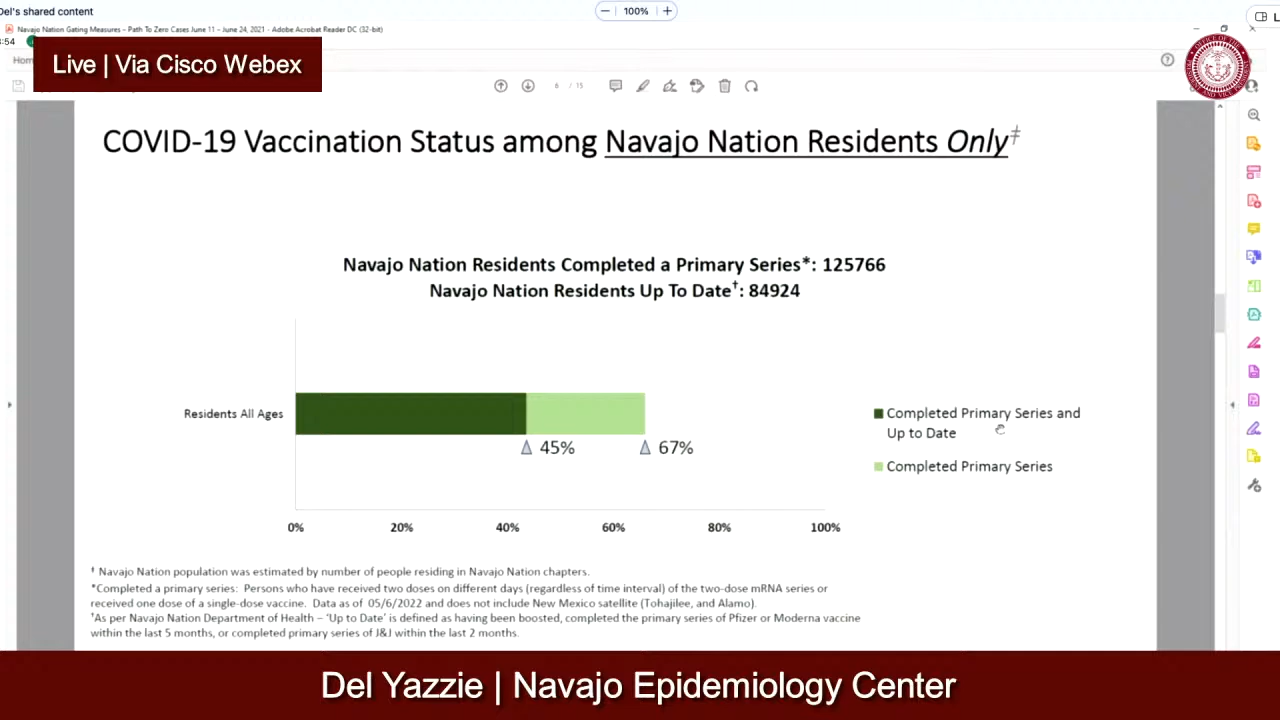 Del's shared content
100%
Navajo Nation Gating Measures – Path To Zero Cases June 11 – June 24, 2021 - Adobe Acrobat Reader DC (32-bit)
:54
Live | Via Cisco Webex
6 / 15
COVID-19 Vaccination Status among Navajo Nation Residents Only‡
Navajo Nation Residents Completed a Primary Series*: 125766
Navajo Nation Residents Up To Date†: 84924
Residents All Ages
45%
67%
Completed Primary Series and
Up to Date
Completed Primary Series
0% 20% 40% 60% 80% 100%
‡ Navajo Nation population was estimated by number of people residing in Navajo Nation chapters.
*Completed a primary series: Persons who have received two doses on different days (regardless of time interval) of the two-dose mRNA series or
received one dose of a single-dose vaccine. Data as of 05/6/2022 and does not include New Mexico satellite (Tohajilee, and Alamo).
†As per Navajo Nation Department of Health – 'Up to Date' is defined as having been boosted, completed the primary series of Pfizer or Moderna vaccine
within the last 5 months, or completed primary series of J&J within the last 2 months.
Del Yazzie | Navajo Epidemiology Center